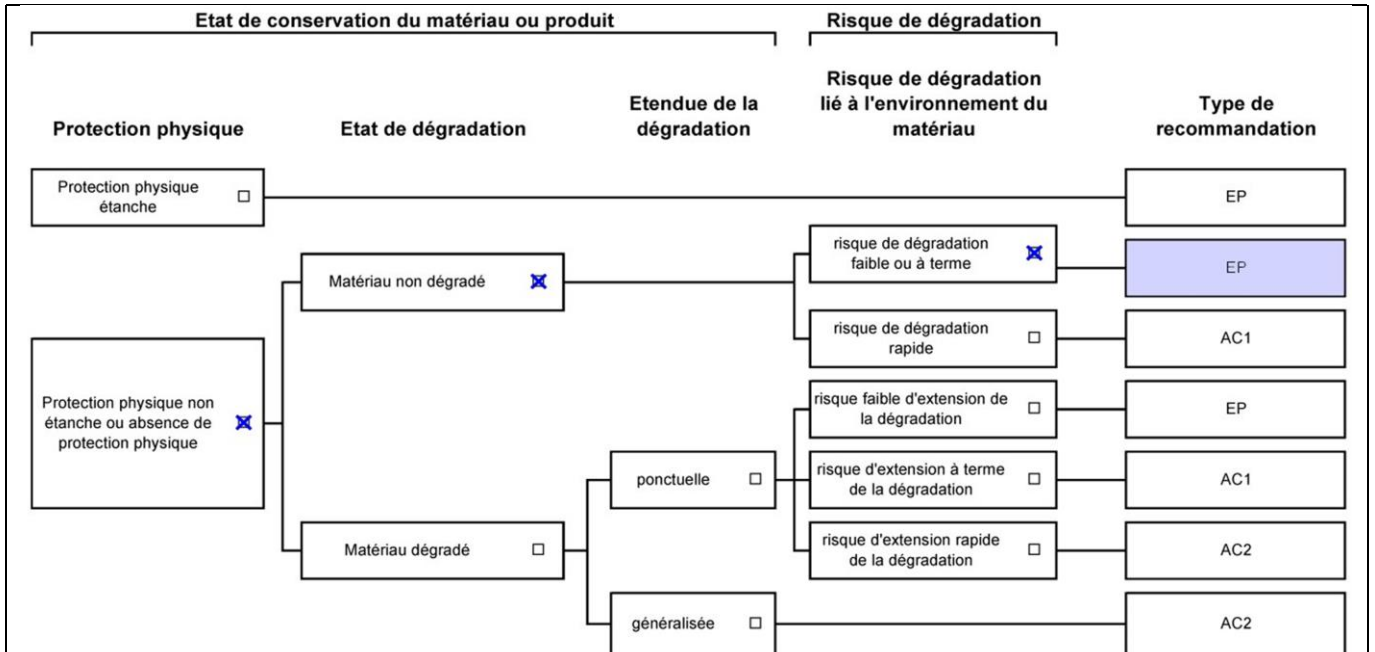 Etat de conservation du matériau ou produit
Risque de dégradation
Protection physique
Etat de dégradation
Etendue de la
dégradation
Risque de dégradation
lié à l'environnement du
matériau
Type de
recommandation
Protection physique
étanche
EP
risque de dégradation
faible ou à terme
EP
Matériau non dégradé
risque de dégradation
rapide
AC1
Protection physique non
étanche ou absence de
protection physique
risque faible d'extension de
la dégradation
EP
ponctuelle
risque d'extension à terme
de la dégradation
AC1
Matériau dégradé
risque d'extension rapide
de la dégradation
AC2
généralisée
AC2